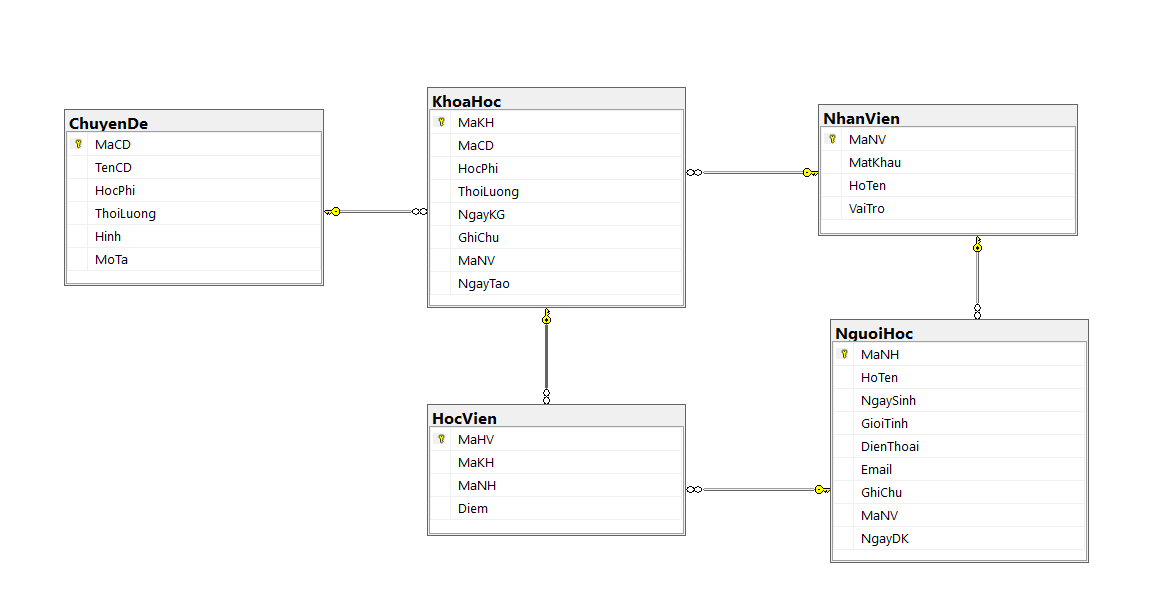 ChuyenDe
MaCD
TenCD
HocPhi
ThoiLuong
Hinh
MoTa
KhoaHoc
MaKH
MaCD
HocPhi
ThoiLuong
NgayKG
GhiChu
MaNV
NgayTao
NhanVien
MaNV
MatKhau
HoTen
VaiTro
HocVien
MaHV
MaKH
MaNH
Diem
NguoiHoc
MaNH
HoTen
NgaySinh
GioiTinh
DienThoai
Email
GhiChu
MaNV
NgayDK